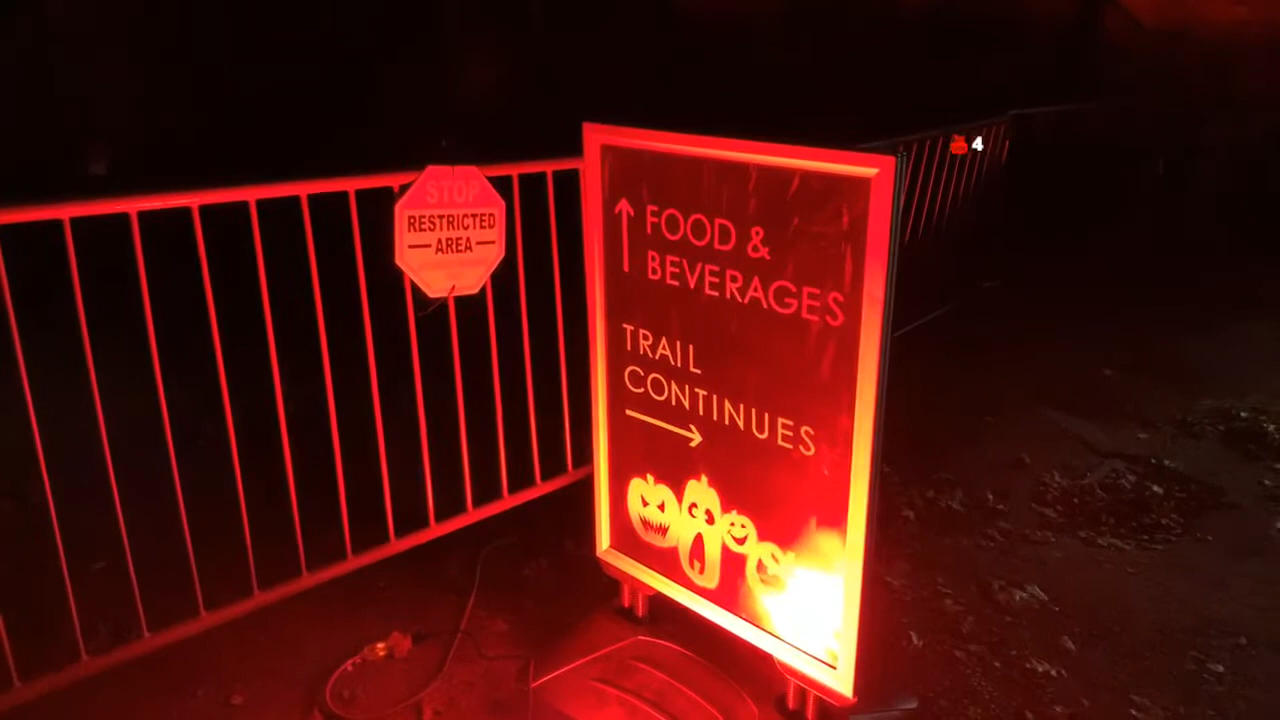 STOP
RESTRICTED
AREA
FOOD &
BEVERAGES
TRAIL
CONTINUES
4